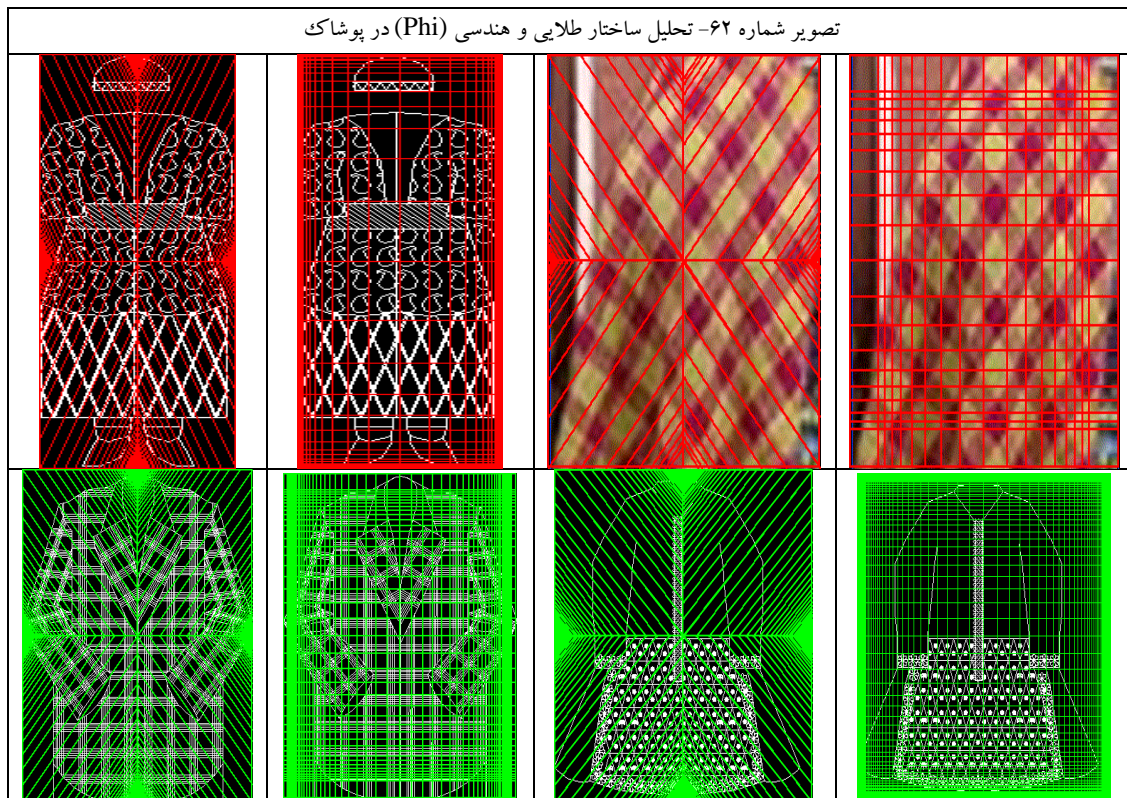 تصویر شماره ۶۲- تحلیل ساختار طلایی و هندسی (Phi) در پوشاک